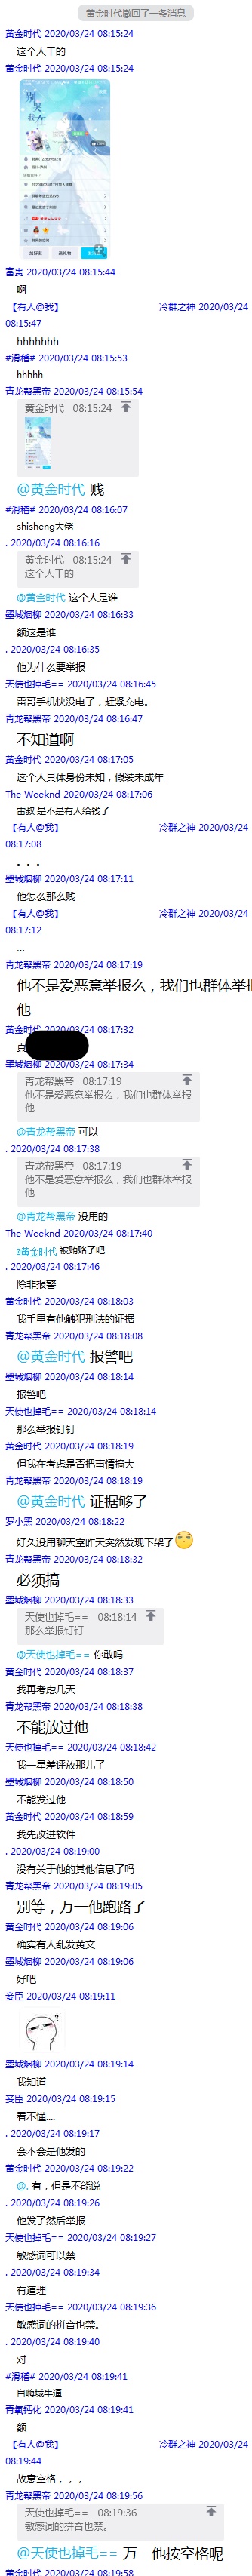 黄金时代撤回了一条消息
黄金时代 2020/03/24 08:15:24
这个人干的
黄金时代 2020/03/24 08:15:24
别哭
我在
加好友
送礼物
富婁 2020/03/24 08:15:44
啊
【有人@我】 冷群之神 2020/03/24
08:15:47
hhhhhhh
#滑稽# 2020/03/24 08:15:53
hhhhh
青龙帮黑帝 2020/03/24 08:15:54
黄金时代 08:15:24
@黄金时代 贱
#滑稽# 2020/03/24 08:16:07
shisheng大佬
. 2020/03/24 08:16:16
黄金时代 08:15:24
这个人干的
@黄金时代 这个人是谁
墨城烟柳 2020/03/24 08:16:33
额这是谁
. 2020/03/24 08:16:35
他为什么要举报
天使也掉毛== 2020/03/24 08:16:45
雷哥手机快没电了，赶紧充电。
青龙帮黑帝 2020/03/24 08:16:47
不知道啊
黄金时代 2020/03/24 08:17:05
这个人具体身份未知，假装未成年
The Weeknd 2020/03/24 08:17:06
雷叔 是不是有人给钱了
【有人@我】 冷群之神 2020/03/24
08:17:08
。。。
墨城烟柳 2020/03/24 08:17:11
他怎么那么贱
【有人@我】 冷群之神 2020/03/24
08:17:12
...
青龙帮黑帝 2020/03/24 08:17:19
他不是爱恶意举报么，我们也群体举报
他
黄金时代 2020/03/24 08:17:32
真
墨城烟柳 2020/03/24 08:17:34
青龙帮黑帝 08:17:19
他不是爱恶意举报么，我们也群体举报
他
@青龙帮黑帝 可以
. 2020/03/24 08:17:38
青龙帮黑帝 08:17:19
他不是爱恶意举报么，我们也群体举报
他
@青龙帮黑帝 没用的
The Weeknd 2020/03/24 08:17:40
@黄金时代 被贿赂了吧
. 2020/03/24 08:17:46
除非报警
黄金时代 2020/03/24 08:18:03
我手里有他触犯刑法的证据
青龙帮黑帝 2020/03/24 08:18:08
@黄金时代 报警吧
墨城烟柳 2020/03/24 08:18:14
报警吧
天使也掉毛== 2020/03/24 08:18:14
那么举报钉钉
黄金时代 2020/03/24 08:18:19
但我在考虑是否把事情搞大
青龙帮黑帝 2020/03/24 08:18:19
@黄金时代 证据够了
罗小黑 2020/03/24 08:18:22
好久没用聊天室昨天突然发现下架了
青龙帮黑帝 2020/03/24 08:18:32
必须搞
墨城烟柳 2020/03/24 08:18:33
天使也掉毛== 08:18:14
那么举报钉钉
@天使也掉毛== 你敢吗
黄金时代 2020/03/24 08:18:37
我再考虑几天
青龙帮黑帝 2020/03/24 08:18:38
不能放过他
天使也掉毛== 2020/03/24 08:18:42
我一星差评放那儿了
墨城烟柳 2020/03/24 08:18:50
不能发过他
黄金时代 2020/03/24 08:18:59
我先改进软件
. 2020/03/24 08:19:00
没有关于他的其他信息了吗
青龙帮黑帝 2020/03/24 08:19:05
别等，万一他跑路了
黄金时代 2020/03/24 08:19:06
确实有人乱发黄文
墨城烟柳 2020/03/24 08:19:06
好吧
妾臣 2020/03/24 08:19:11
?
墨城烟柳 2020/03/24 08:19:14
我知道
妾臣 2020/03/24 08:19:15
看不懂....
. 2020/03/24 08:19:17
会不会是他发的
黄金时代 2020/03/24 08:19:22
@. 有，但是不能说
. 2020/03/24 08:19:26
他发了然后举报
天使也掉毛== 2020/03/24 08:19:27
敏感词可以禁
. 2020/03/24 08:19:34
有道理
天使也掉毛== 2020/03/24 08:19:36
敏感词的拼音也禁。
. 2020/03/24 08:19:40
对
#滑稽# 2020/03/24 08:19:41
自嗨域牛逼
青氧钙化 2020/03/24 08:19:41
额
【有人@我】 冷群之神 2020/03/24
08:19:44
故意空格，，，
青龙帮黑帝 2020/03/24 08:19:56
天使也掉毛== 08:19:36
敏感词的拼音也禁。
@天使也掉毛== 万一他按空格呢
黄金时代 2020/03/24 08:19:58